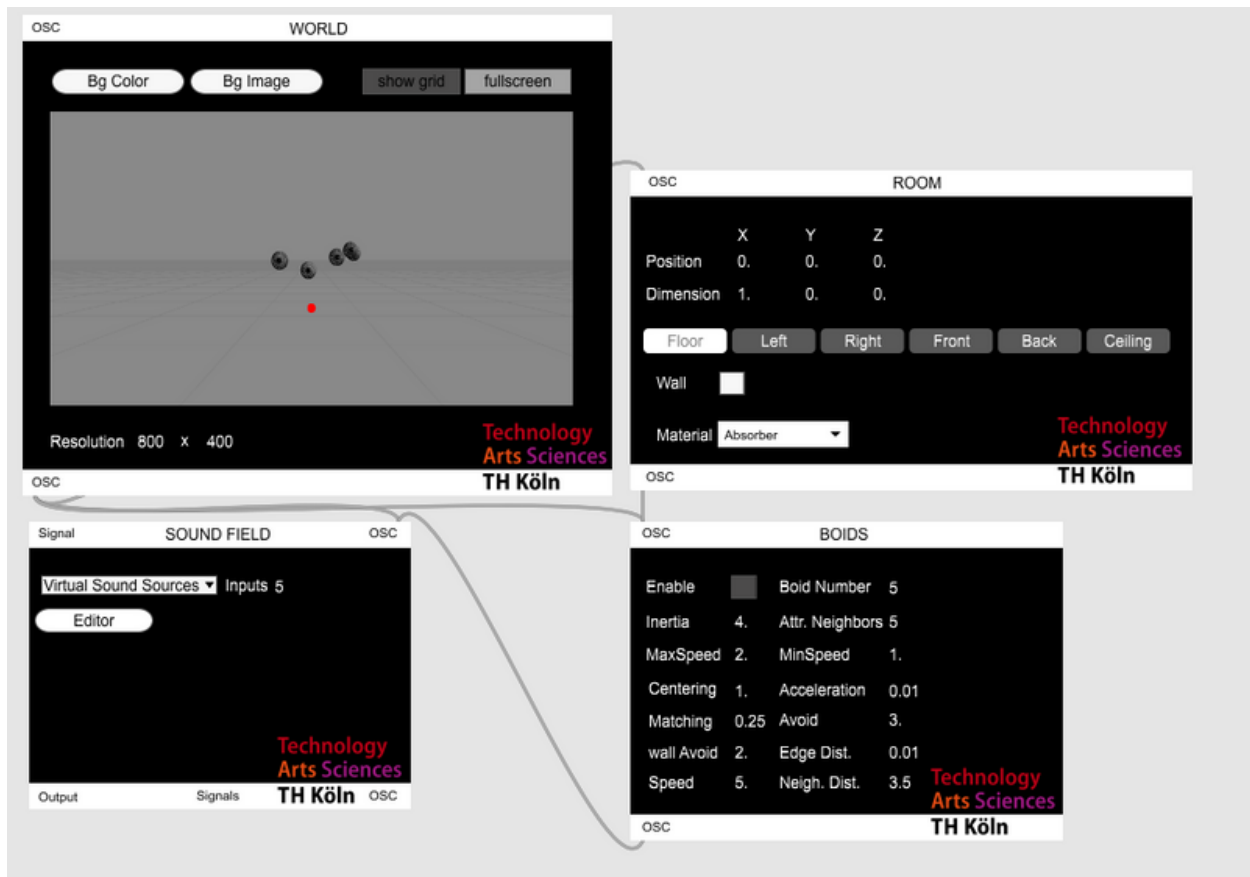 OSC WORLD
Bg Color Bg Image show grid fullscreen
Resolution 800 x 400
Technology
Arts Sciences
OSC TH Köln
OSC ROOM
X Y Z
Position 0. 0. 0.
Dimension 1. 0. 0.
Floor Left Right Front Back Ceiling
Wall
Material Absorber
Technology
Arts Sciences
OSC TH Köln
Signal SOUND FIELD OSC
Virtual Sound Sources Inputs 5
Editor
Technology
Arts Sciences
Output Signals TH Köln OSC
OSC BOIDS
Enable Boid Number 5
Inertia 4. Attr. Neighbors 5
MaxSpeed 2. MinSpeed 1.
Centering 1. Acceleration 0.01
Matching 0.25 Avoid 3.
wall Avoid 2. Edge Dist. 0.01
Speed 5. Neigh. Dist. 3.5
Technology
Arts Sciences
OSC TH Köln